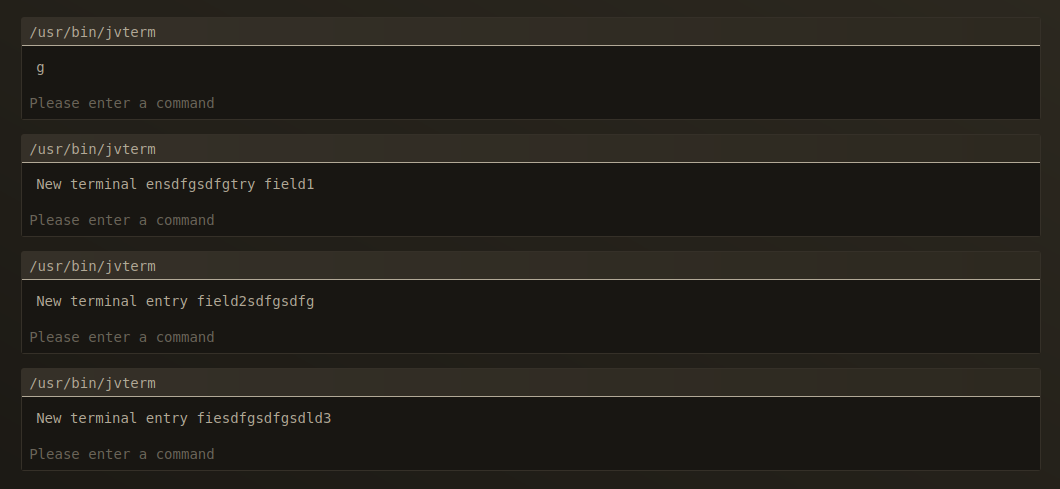 /usr/bin/jvterm
g
Please enter a command
/usr/bin/jvterm
New terminal ensdfgsdfgtry field1
Please enter a command
/usr/bin/jvterm
New terminal entry field2sdfgsdfg
Please enter a command
/usr/bin/jvterm
New terminal entry fiesdfgsdfgsdld3
Please enter a command